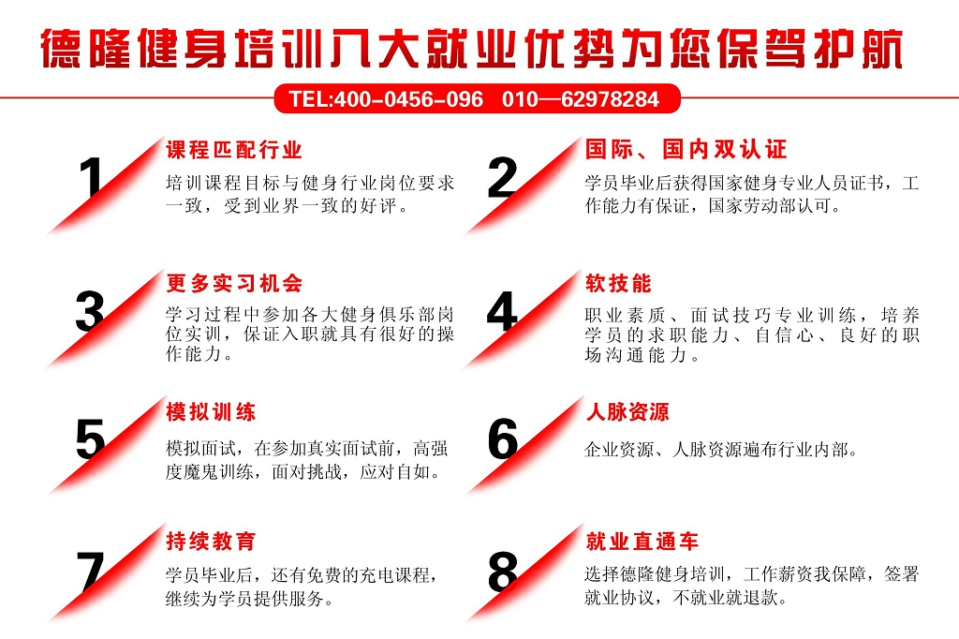 德隆健身培训八大就业优势为您保驾护航
TEL:400-0456-096 010—62978284
1
课程匹配行业
培训课程目标与健身行业岗位要求
一致，受到业界一致的好评。
2
国际、国内双认证
学员毕业后获得国家健身专业人员证书，工
作能力有保证，国家劳动部认可。
3
更多实习机会
学习过程中参加各大健身俱乐部岗
位实训，保证入职就具有很好的操
作能力。
4
软技能
职业素质、面试技巧专业训练，培养
学员的求职能力、自信心、良好的职
场沟通能力。
5
模拟训练
模拟面试，在参加真实面试前，高强
度魔鬼训练，面对挑战，应对自如。
6
人脉资源
企业资源、人脉资源遍布行业内部。
7
持续教育
学员毕业后，还有免费的充电课程，
继续为学员提供服务。
8
就业直通车
选择德隆健身培训，工作薪资我保障，签署
就业协议，不就业就退款。